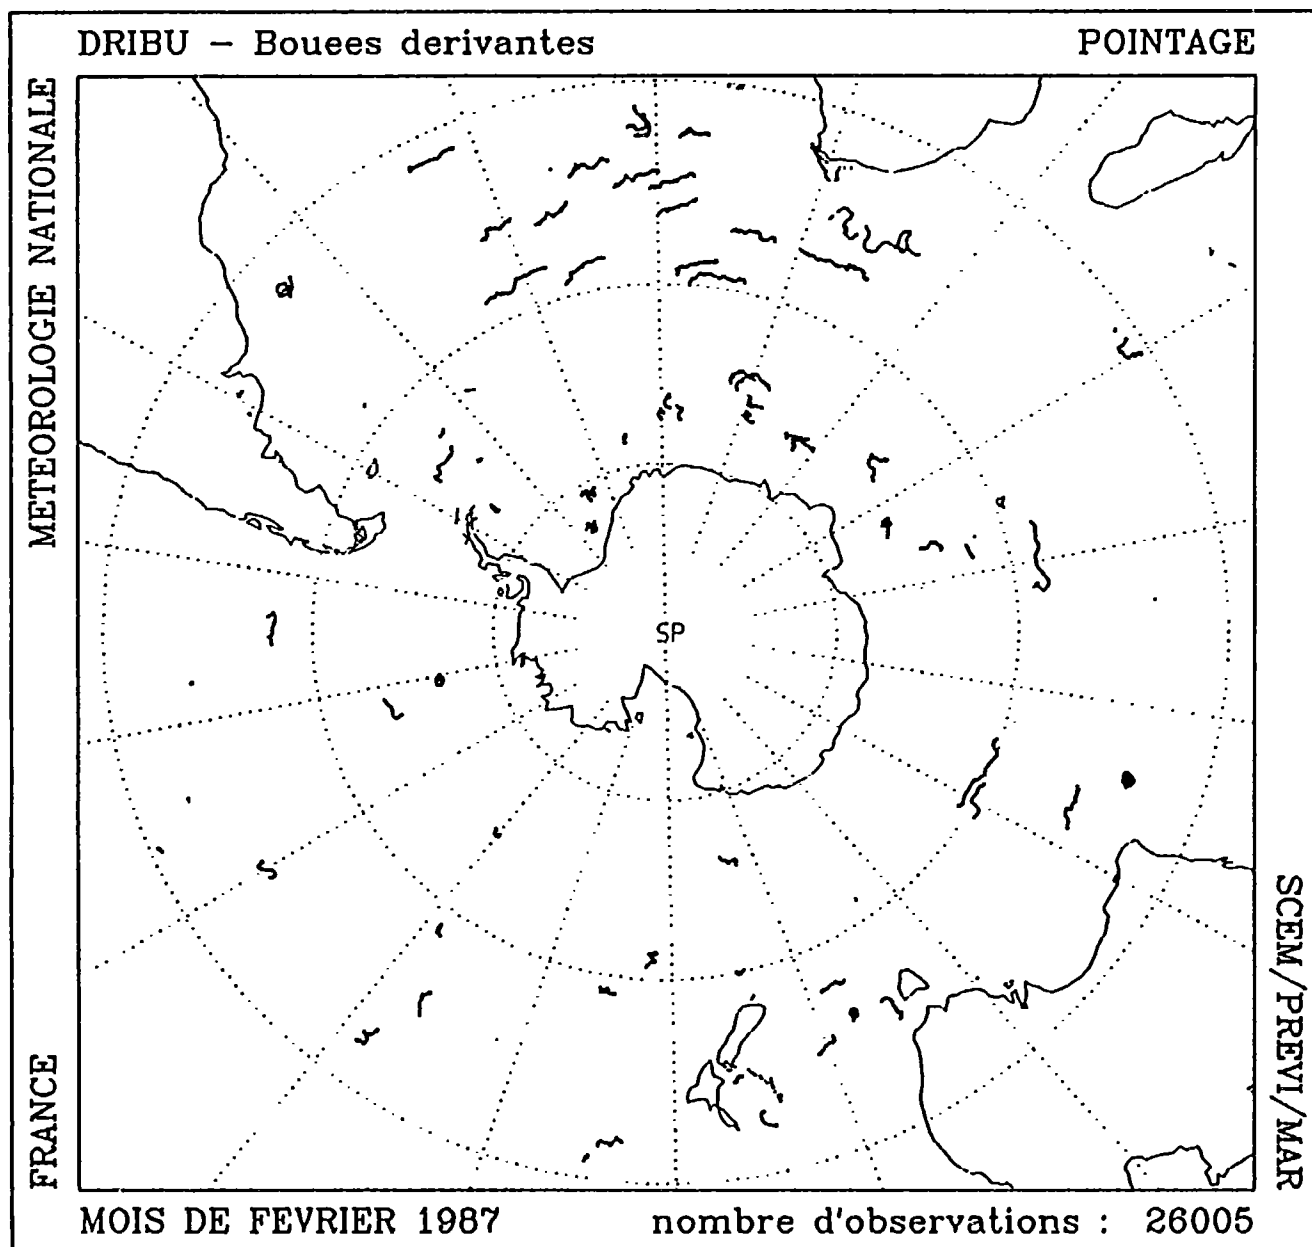 DRIBU – Bouees derivantes
POINTAGE
METEOROLOGIE NATIONALE
FRANCE
SP
SCEM/PREVI/MAR
MOIS DE FEVRIER 1987
nombre d'observations : 26005